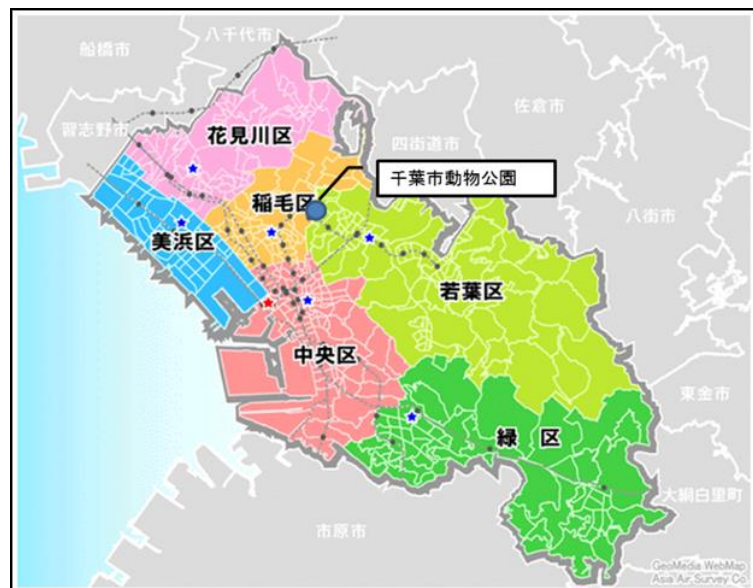 八千代市
船橋市
佐倉市
習志野市
花見川区
四街道市
千葉市動物公園
稲毛区
八街市
美浜区
若葉区
中央区
東金市
緑 区
大網白里町
市原市
GeoMedia WebMap
Asia Air Survey Co